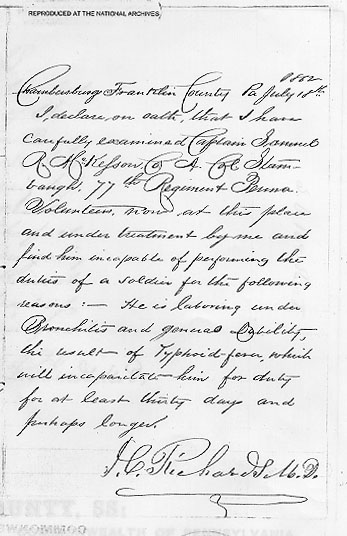 REPRODUCED AT THE NATIONAL ARCHIVES
1862
Chambersburg Franklin County Pa July 18th
I, declare, on oath, that I have
carefully examined Captain Samuel
R. McKesson, Co A. Col Stam-
baugh, 77th Regiment Penna.
Volunteers, now at this place
and under treatment by me and
find him incapable of performing the
duties of a soldier for the following
reasons:— He is laboring under
Bronchitis and general debility,
the result of Typhoid fever, which
will incapacitate him for duty
for at least thirty days and
perhaps longer.
Richards M.D.
UNTY, SS: